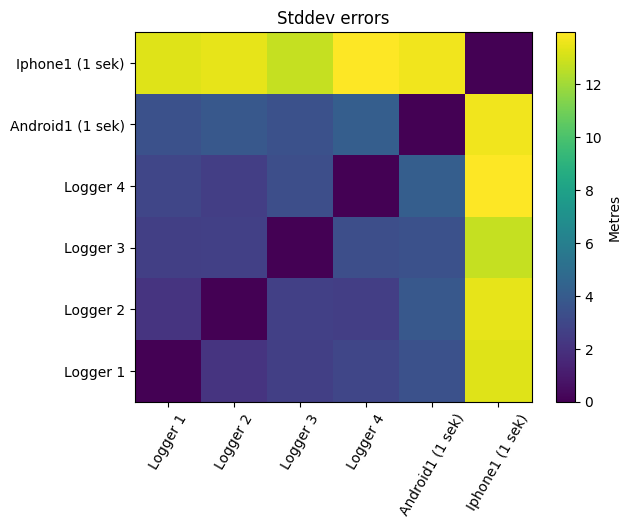 Stddev errors
Iphone1 (1 sek)
Android1 (1 sek)
Logger 4
Logger 3
Logger 2
Logger 1
Logger 1
Logger 2
Logger 3
Logger 4
Android1 (1 sek)
Iphone1 (1 sek)
12
10
8
6
4
2
0
Metres